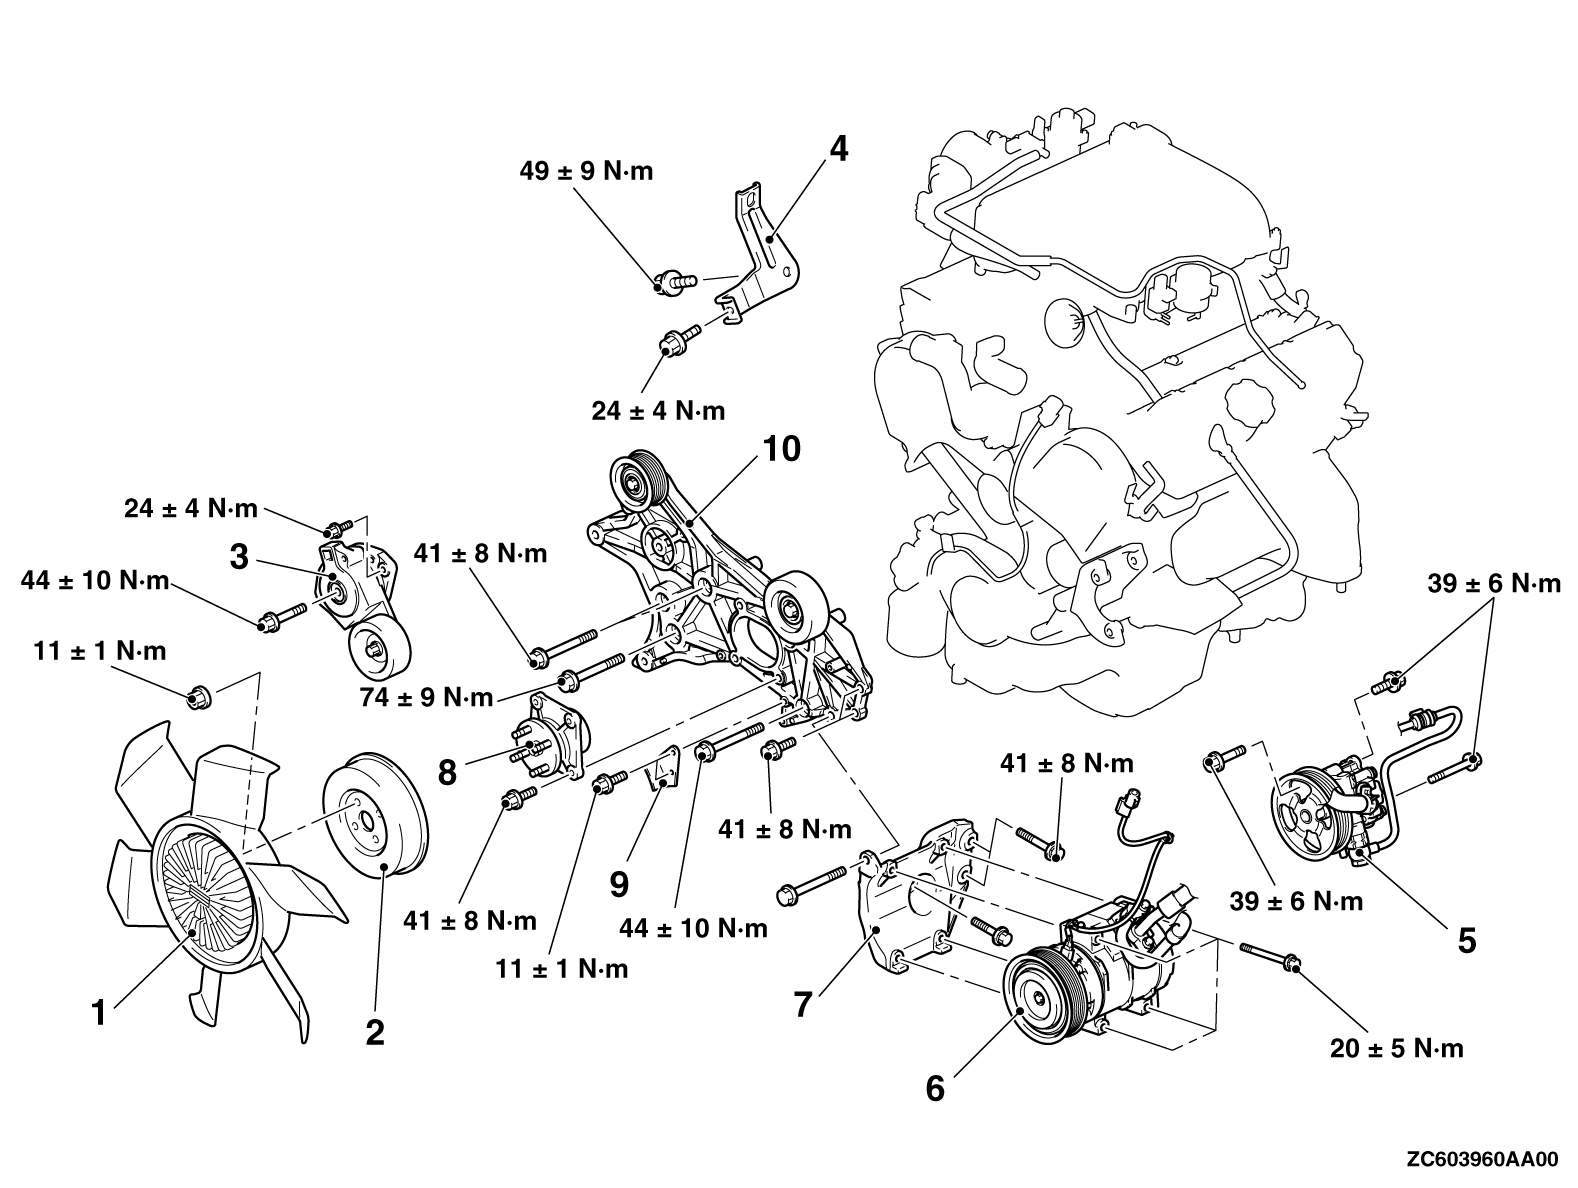 4
49 ± 9 N·m
24 ± 4 N·m
10
24 ± 4 N·m
3
41 ± 8 N·m
44 ± 10 N·m
39 ± 6 N·m
11 ± 1 N·m
74 ± 9 N·m
8
41 ± 8 N·m
41 ± 8 N·m
9
39 ± 6 N·m
41 ± 8 N·m
44 ± 10 N·m
5
11 ± 1 N·m
7
1
2
20 ± 5 N·m
6
ZC603960AA00